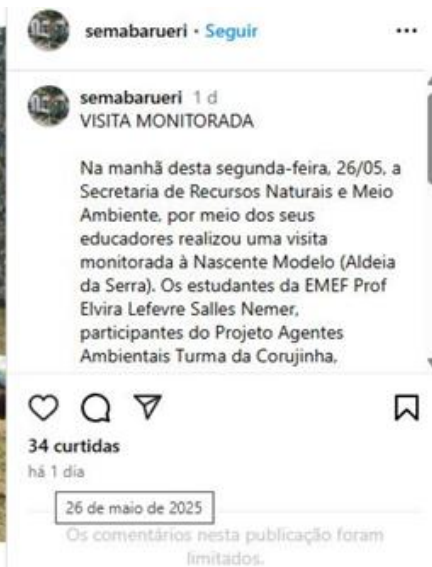 semabarueri • Seguir
semabarueri 1 d
VISITA MONITORADA
Na manhã desta segunda-feira, 26/05, a
Secretaria de Recursos Naturais e Meio
Ambiente, por meio dos seus
educadores realizou uma visita
monitorada à Nascente Modelo (Aldeia
da Serra). Os estudantes da EMEF Prof
Elvira Lefevre Salles Nemer,
participantes do Projeto Agentes
Ambientais Turma da Corujinha,
34 curtidas
há 1 dia
26 de maio de 2025
Os comentários nesta publicação foram
limitados.